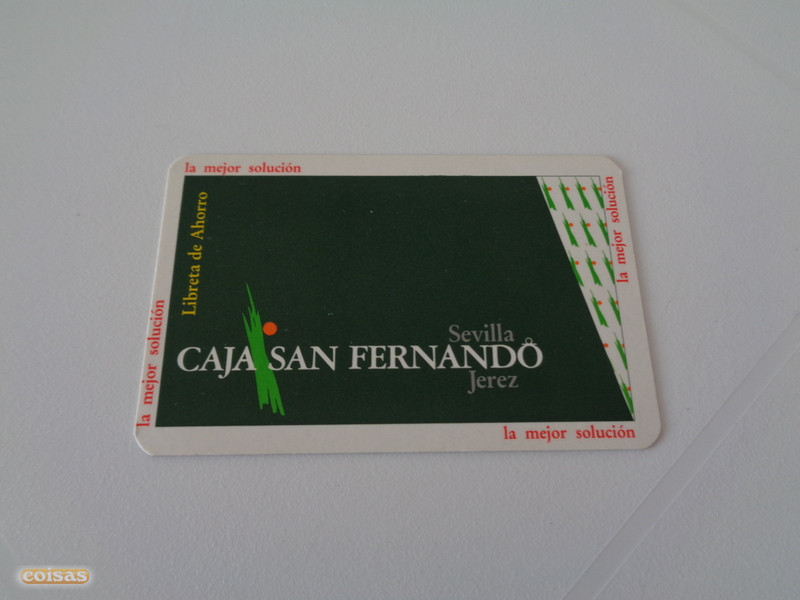 la mejor solución
Libreta de Ahorro
la mejor solución
la mejor solución
Sevilla
CAJA SAN FERNANDO
Jerez
la mejor solución
coisas